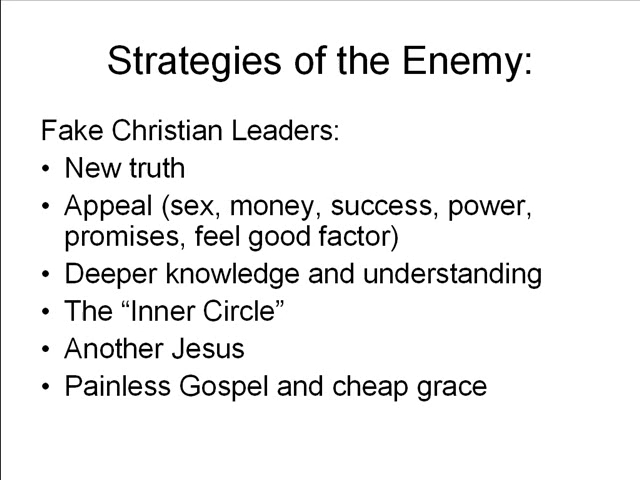 Strategies of the Enemy:
Fake Christian Leaders:
• New truth
• Appeal (sex, money, success, power,
promises, feel good factor)
• Deeper knowledge and understanding
• The “Inner Circle”
• Another Jesus
• Painless Gospel and cheap grace